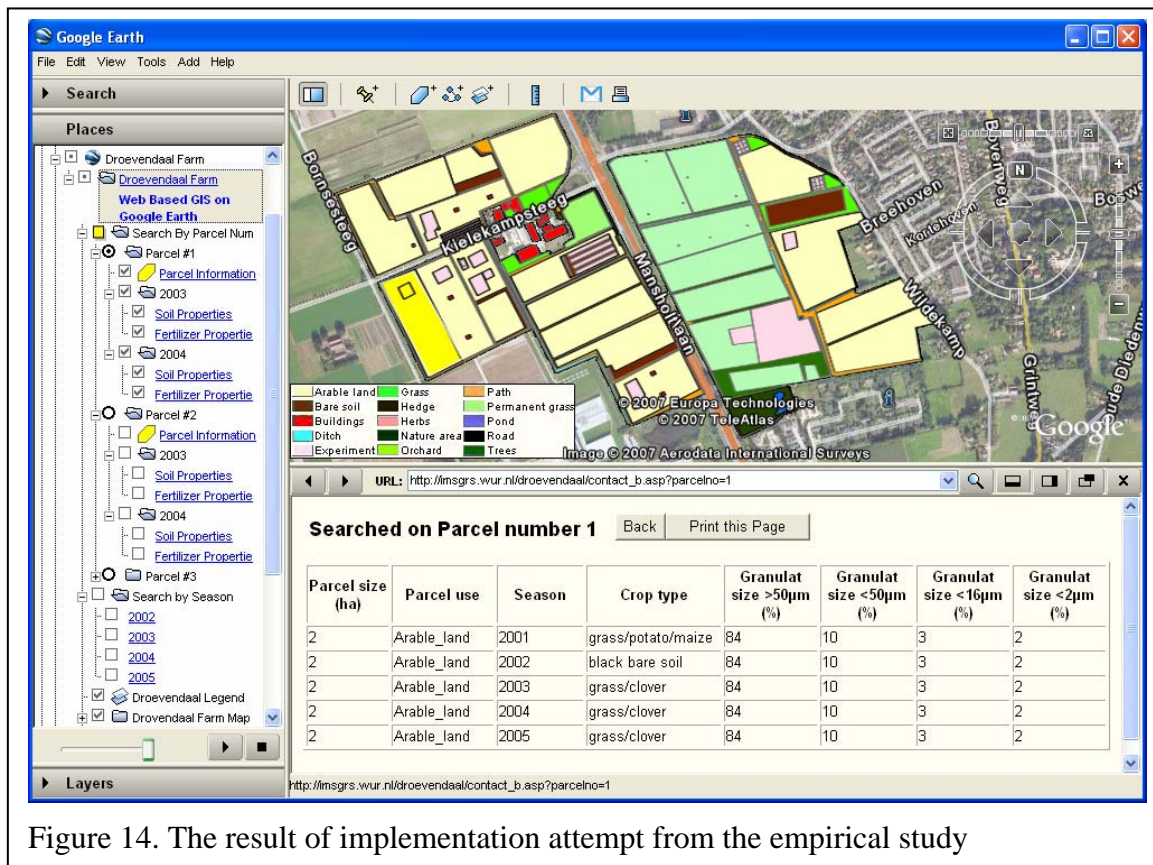 Google Earth
File Edit View Tools Add Help
Search
Places
Droevendaal Farm
Droevendaal Farm
Web Based GIS on
Google Earth
Search By Parcel Num
Parcel #1
Parcel Information
2003
Soil Properties
Fertilizer Propertie
2004
Soil Properties
Fertilizer Propertie
Parcel #2
Parcel Information
2003
Soil Properties
Fertilizer Propertie
2004
Soil Properties
Fertilizer Propertie
Parcel #3
Search by Season
2002
2003
2004
2005
Droevendaal Legend
Drovendaal Farm Map
Layers
Bornsesteeg
Kielekampsteeg
Mansholtlaan
Bovenweg
Breehoven
Korlehoven
Wildekamp
Grintweg
Bosweg
Oude Diedenweg
N
Arable land Grass Path
Bare soil Hedge Permanent grass
Buildings Herbs Pond
Ditch Nature area Road
Experiment Orchard Trees
© 2007 Europa Technologies
© 2007 TeleAtlas
Image © 2007 Aerodata International Surveys
Google
URL: http://imsgrs.wur.nl/droevendaal/contact_b.asp?parcelno=1
Searched on Parcel number 1 Back Print this Page
Parcel size (ha) Parcel use Season Crop type Granulat size >50µm (%) Granulat size <50µm (%) Granulat size <16µm (%) Granulat size <2µm (%)
2 Arable_land 2001 grass/potato/maize 84 10 3 2
2 Arable_land 2002 black bare soil 84 10 3 2
2 Arable_land 2003 grass/clover 84 10 3 2
2 Arable_land 2004 grass/clover 84 10 3 2
2 Arable_land 2005 grass/clover 84 10 3 2
http://imsgrs.wur.nl/droevendaal/contact_b.asp?parcelno=1
Figure 14. The result of implementation attempt from the empirical study